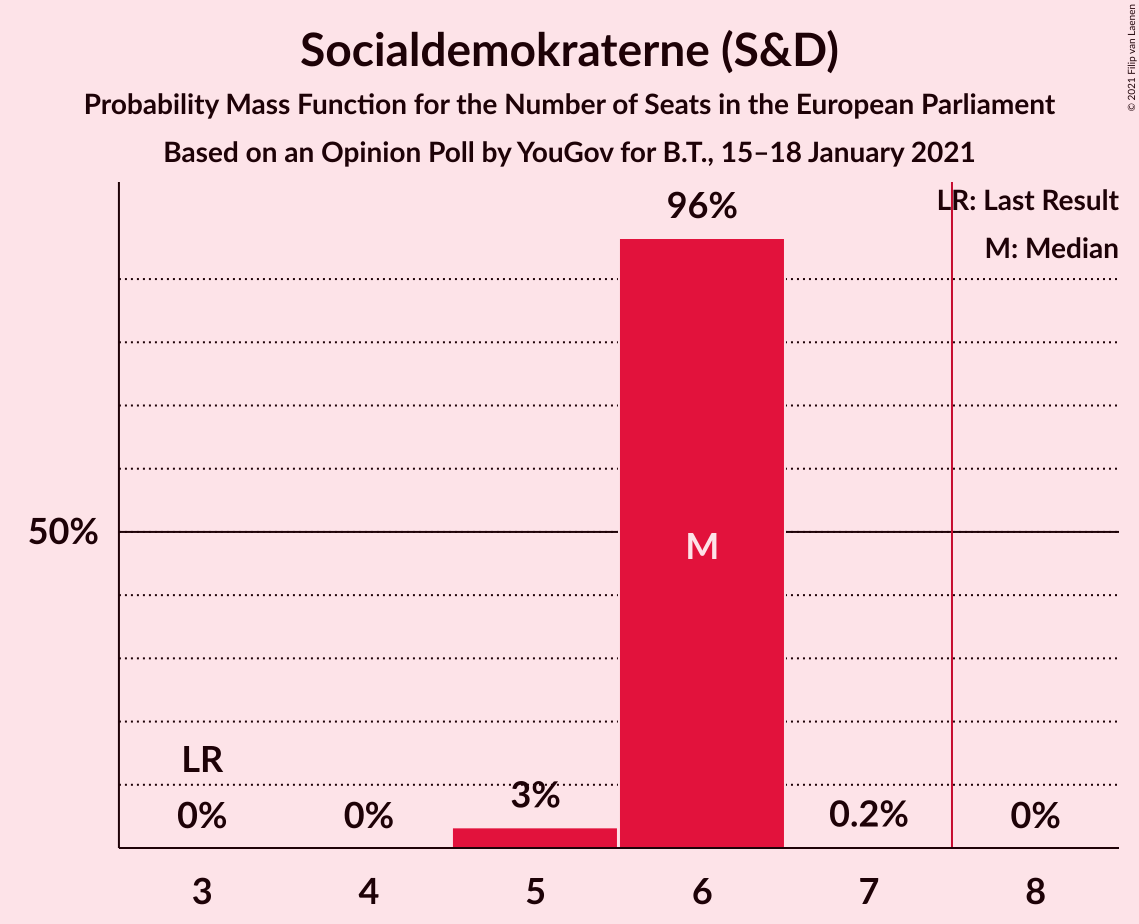 Socialdemokraterne (S&D)
Probability Mass Function for the Number of Seats in the European Parliament
Based on an Opinion Poll by YouGov for B.T., 15–18 January 2021
© 2021 Filip van Laenen
LR: Last Result
M: Median
96%
50%
M
LR
0%
0%
3%
0.2%
0%
3
4
5
6
7
8